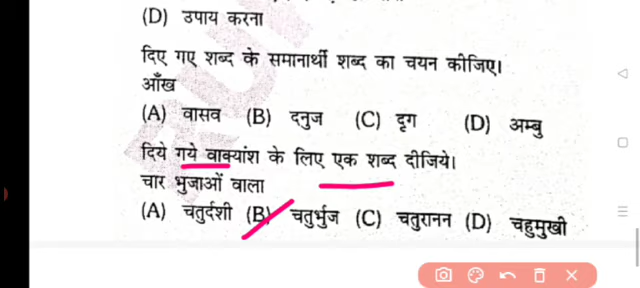 (D) उपाय करना
दिए गए शब्द के समानार्थी शब्द का चयन कीजिए।
आँख
(A) वासव (B) दनुज (C) दृग (D) अम्बु
दिये गये वाक्यांश के लिए एक शब्द दीजिये।
चार भुजाओं वाला
(A) चतुर्दशी (B) चतुर्भुज (C) चतुरानन (D) चहुमुखी